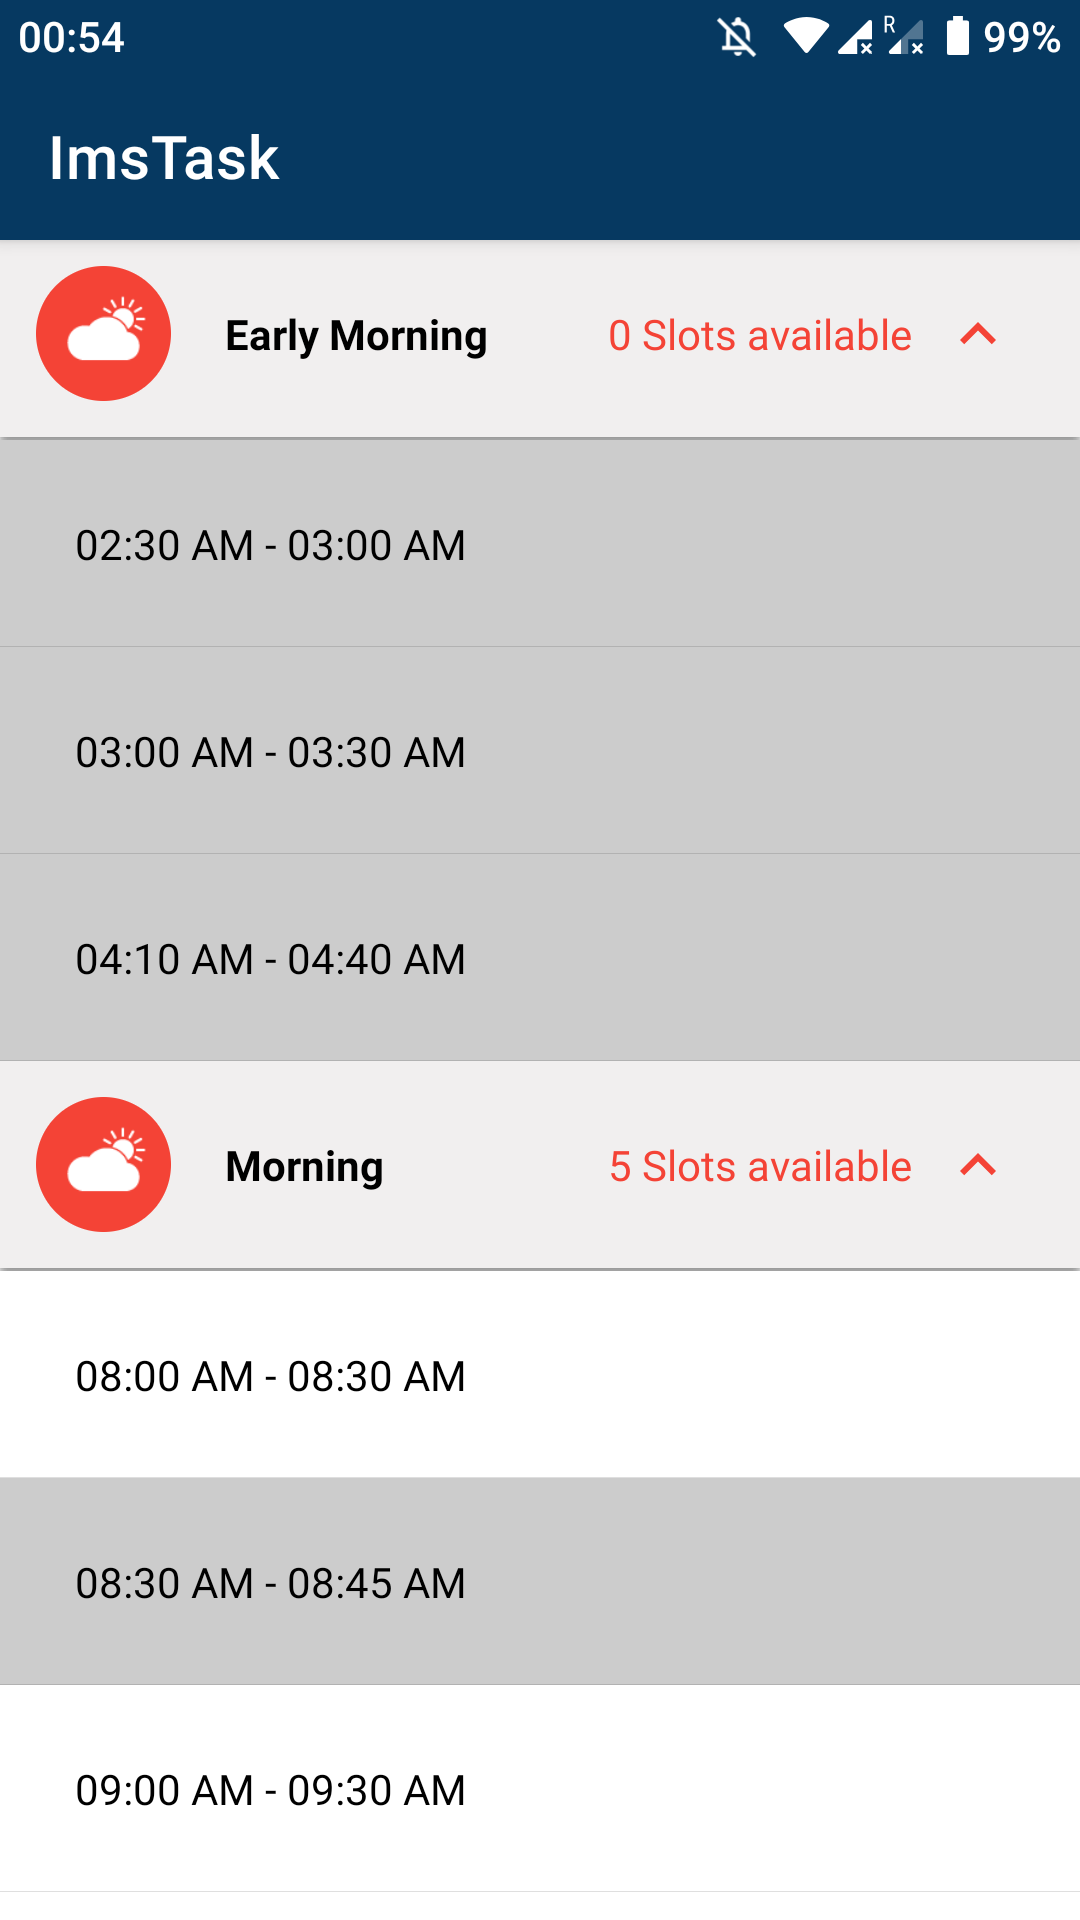 00:54 R 99%
ImsTask
Early Morning 0 Slots available
02:30 AM - 03:00 AM
03:00 AM - 03:30 AM
04:10 AM - 04:40 AM
Morning 5 Slots available
08:00 AM - 08:30 AM
08:30 AM - 08:45 AM
09:00 AM - 09:30 AM